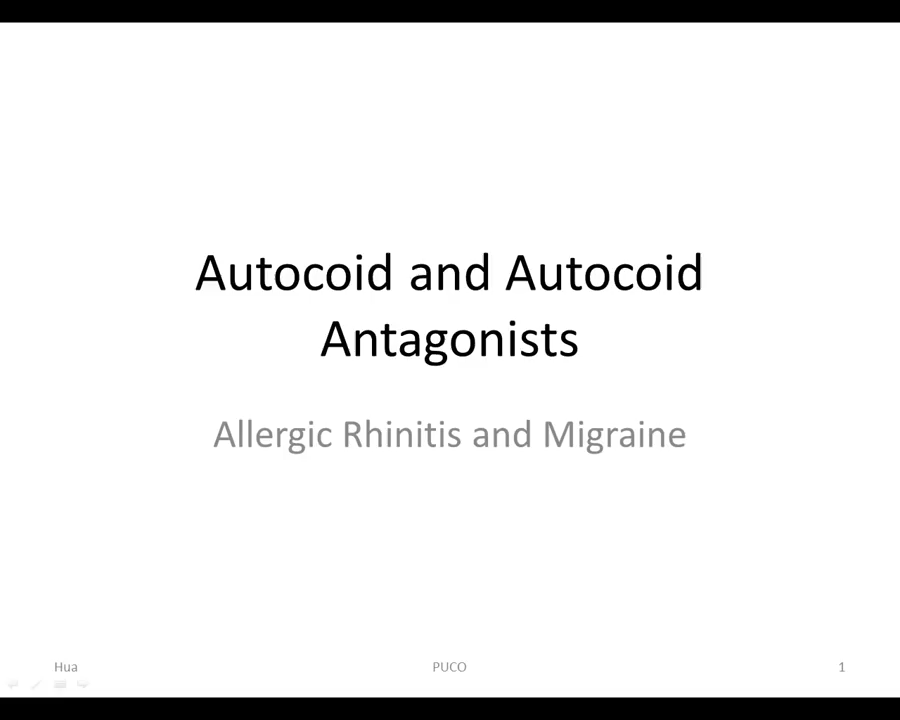 Autocoid and Autocoid
Antagonists
Allergic Rhinitis and Migraine
Hua
PUCO
1